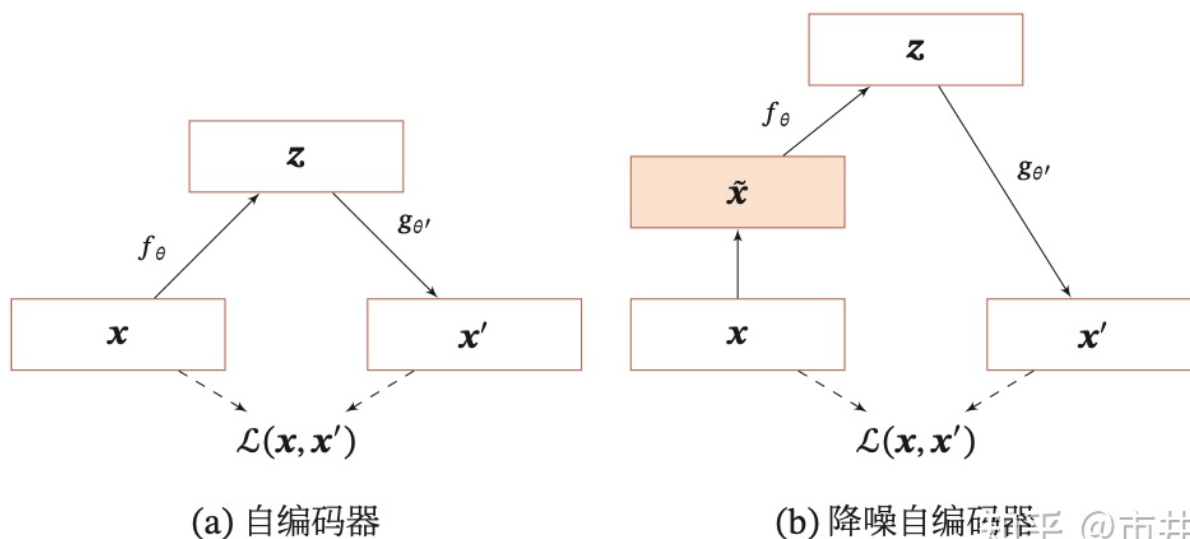 z
f_θ
g_θ′
x
x′
ℒ(x, x′)
(a) 自编码器
z
f_θ
x̃
g_θ′
x
x′
ℒ(x, x′)
(b) 降噪自编码器
知乎 @市井